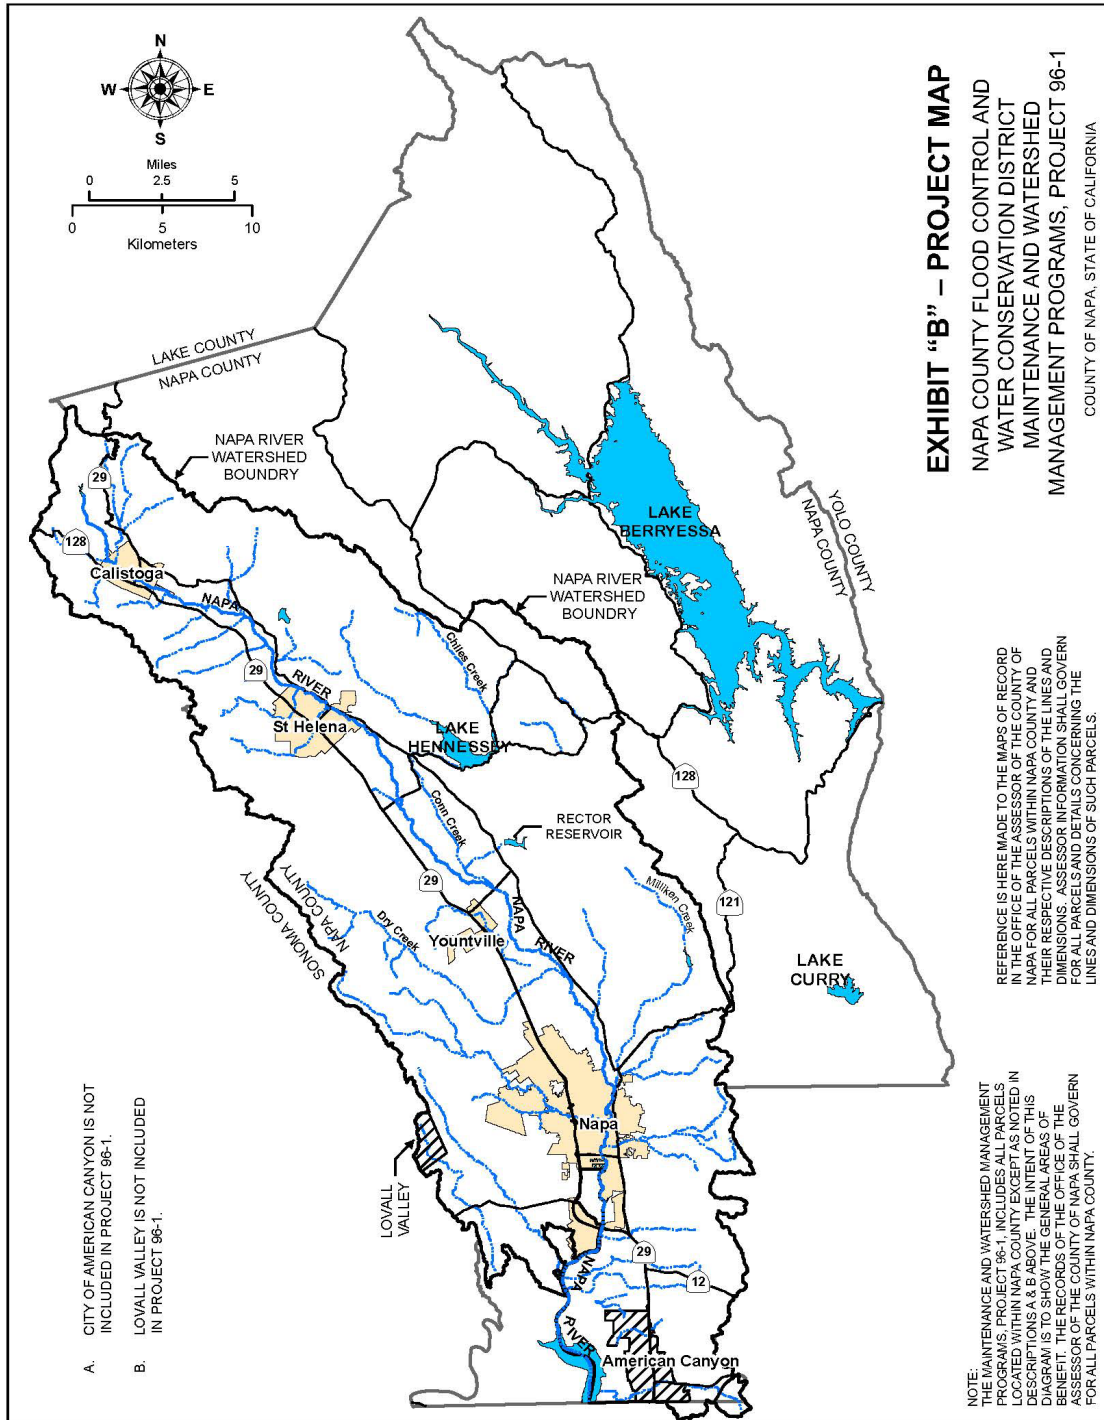 N
W E
S
Miles
0 2.5 5
0 5 10
Kilometers
EXHIBIT “B” – PROJECT MAP
NAPA COUNTY FLOOD CONTROL AND
WATER CONSERVATION DISTRICT
MAINTENANCE AND WATERSHED
MANAGEMENT PROGRAMS, PROJECT 96-1
COUNTY OF NAPA, STATE OF CALIFORNIA
LAKE COUNTY
NAPA COUNTY
NAPA RIVER
WATERSHED
BOUNDRY
29
128
Calistoga
NAPA
RIVER
29
St Helena
Chiles Creek
LAKE
HENNESSEY
NAPA RIVER
WATERSHED
BOUNDRY
LAKE
BERRYESSA
YOLO COUNTY
NAPA COUNTY
128
Conn Creek
RECTOR
RESERVOIR
29
SONOMA COUNTY
NAPA COUNTY
Dry Creek
Yountville
NAPA
RIVER
Milliken Creek
121
LAKE
CURRY
Napa
LOVALL
VALLEY
NAPA
RIVER
29
12
American Canyon
A. CITY OF AMERICAN CANYON IS NOT
INCLUDED IN PROJECT 96-1.
B. LOVALL VALLEY IS NOT INCLUDED
IN PROJECT 96-1.
REFERENCE IS HERE MADE TO THE MAPS OF RECORD
IN THE OFFICE OF THE ASSESSOR OF THE COUNTY OF
NAPA FOR ALL PARCELS WITHIN NAPA COUNTY AND
THEIR RESPECTIVE DESCRIPTIONS OF THE LINES AND
DIMENSIONS. ASSESSOR INFORMATION SHALL GOVERN
FOR ALL PARCELS AND DETAILS CONCERNING THE
LINES AND DIMENSIONS OF SUCH PARCELS.
NOTE:
THE MAINTENANCE AND WATERSHED MANAGEMENT
PROGRAM, PROJECT 96-1, INCLUDES ALL PARCELS
LOCATED WITHIN NAPA COUNTY EXCEPT AS NOTED IN
DESCRIPTIONS A & B ABOVE. THE INTENT OF THIS
DIAGRAM IS TO SHOW THE GENERAL AREAS OF
BENEFIT. THE RECORDS OF THE OFFICE OF THE
ASSESSOR OF THE COUNTY OF NAPA SHALL GOVERN
FOR ALL PARCELS WITHIN NAPA COUNTY.